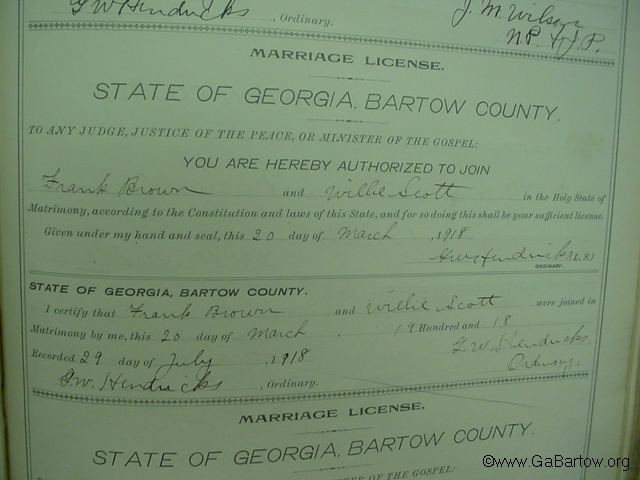 G W Hendricks , Ordinary. J. M. Wilson
N.P. & J.P.
MARRIAGE LICENSE.
STATE OF GEORGIA, BARTOW COUNTY.
TO ANY JUDGE, JUSTICE OF THE PEACE, OR MINISTER OF THE GOSPEL:
YOU ARE HEREBY AUTHORIZED TO JOIN
Frank Brown and Willie Scott in the Holy State of
Matrimony, according to the Constitution and laws of this State, and for so doing this shall be your sufficient license.
Given under my hand and seal, this 20 day of March , 1918
GW Hendricks (L. S.)
ORDINARY.
STATE OF GEORGIA, BARTOW COUNTY.
I certify that Frank Brown and Willie Scott were joined in
Matrimony by me, this 20 day of March 19 Hundred and 18
Recorded 29 day of July , 1918 G. W. Hendricks
G.W. Hendricks , Ordinary. Ordinary.
MARRIAGE LICENSE.
STATE OF GEORGIA, BARTOW COUNTY.
OF THE GOSPEL:
©www.GaBartow.org